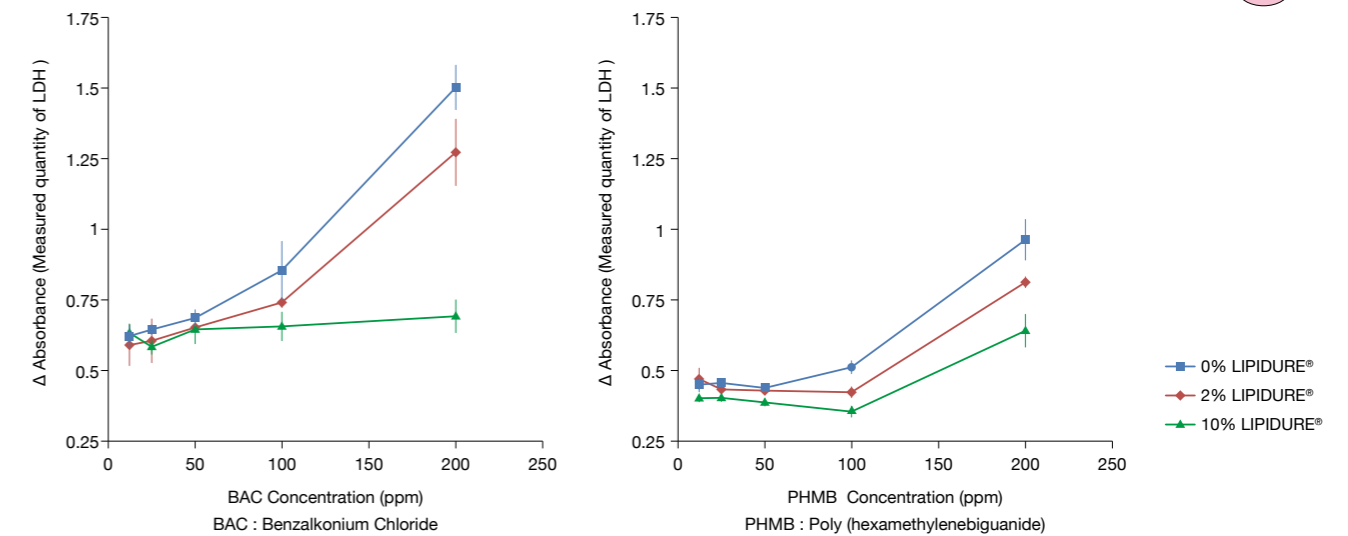 Δ Absorbance (Measured quantity of LDH )
1.75
1.5
1.25
1
0.75
0.5
0.25
0 50 100 150 200 250
BAC Concentration (ppm)
BAC : Benzalkonium Chloride
Δ Absorbance (Measured quantity of LDH )
1.75
1.5
1.25
1
0.75
0.5
0.25
0 50 100 150 200 250
PHMB Concentration (ppm)
PHMB : Poly (hexamethylenebiguanide)
0% LIPIDURE®
2% LIPIDURE®
10% LIPIDURE®